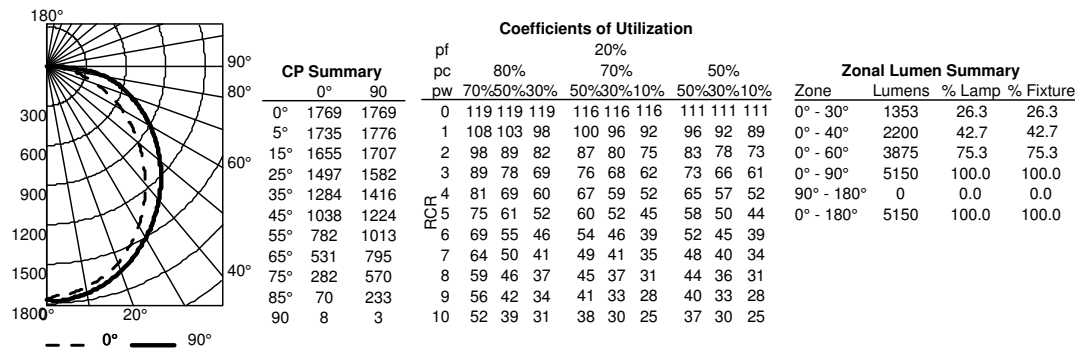 180°
90°
80°
60°
40°
300
600
900
1200
1500
1800
0°
20°
0° 90°
CP Summary
0° 90
0° 1769 1769
5° 1735 1776
15° 1655 1707
25° 1497 1582
35° 1284 1416
45° 1038 1224
55° 782 1013
65° 531 795
75° 282 570
85° 70 233
90 8 3
Coefficients of Utilization
pf 20%
pc 80% 70% 50%
pw 70%50%30% 50%30%10% 50%30%10%
RCR
0 119 119 119 116 116 116 111 111 111
1 108 103 98 100 96 92 96 92 89
2 98 89 82 87 80 75 83 78 73
3 89 78 69 76 68 62 73 66 61
4 81 69 60 67 59 52 65 57 52
5 75 61 52 60 52 45 58 50 44
6 69 55 46 54 46 39 52 45 39
7 64 50 41 49 41 35 48 40 34
8 59 46 37 45 37 31 44 36 31
9 56 42 34 41 33 28 40 33 28
10 52 39 31 38 30 25 37 30 25
Zonal Lumen Summary
Zone Lumens % Lamp % Fixture
0° - 30° 1353 26.3 26.3
0° - 40° 2200 42.7 42.7
0° - 60° 3875 75.3 75.3
0° - 90° 5150 100.0 100.0
90° - 180° 0 0.0 0.0
0° - 180° 5150 100.0 100.0